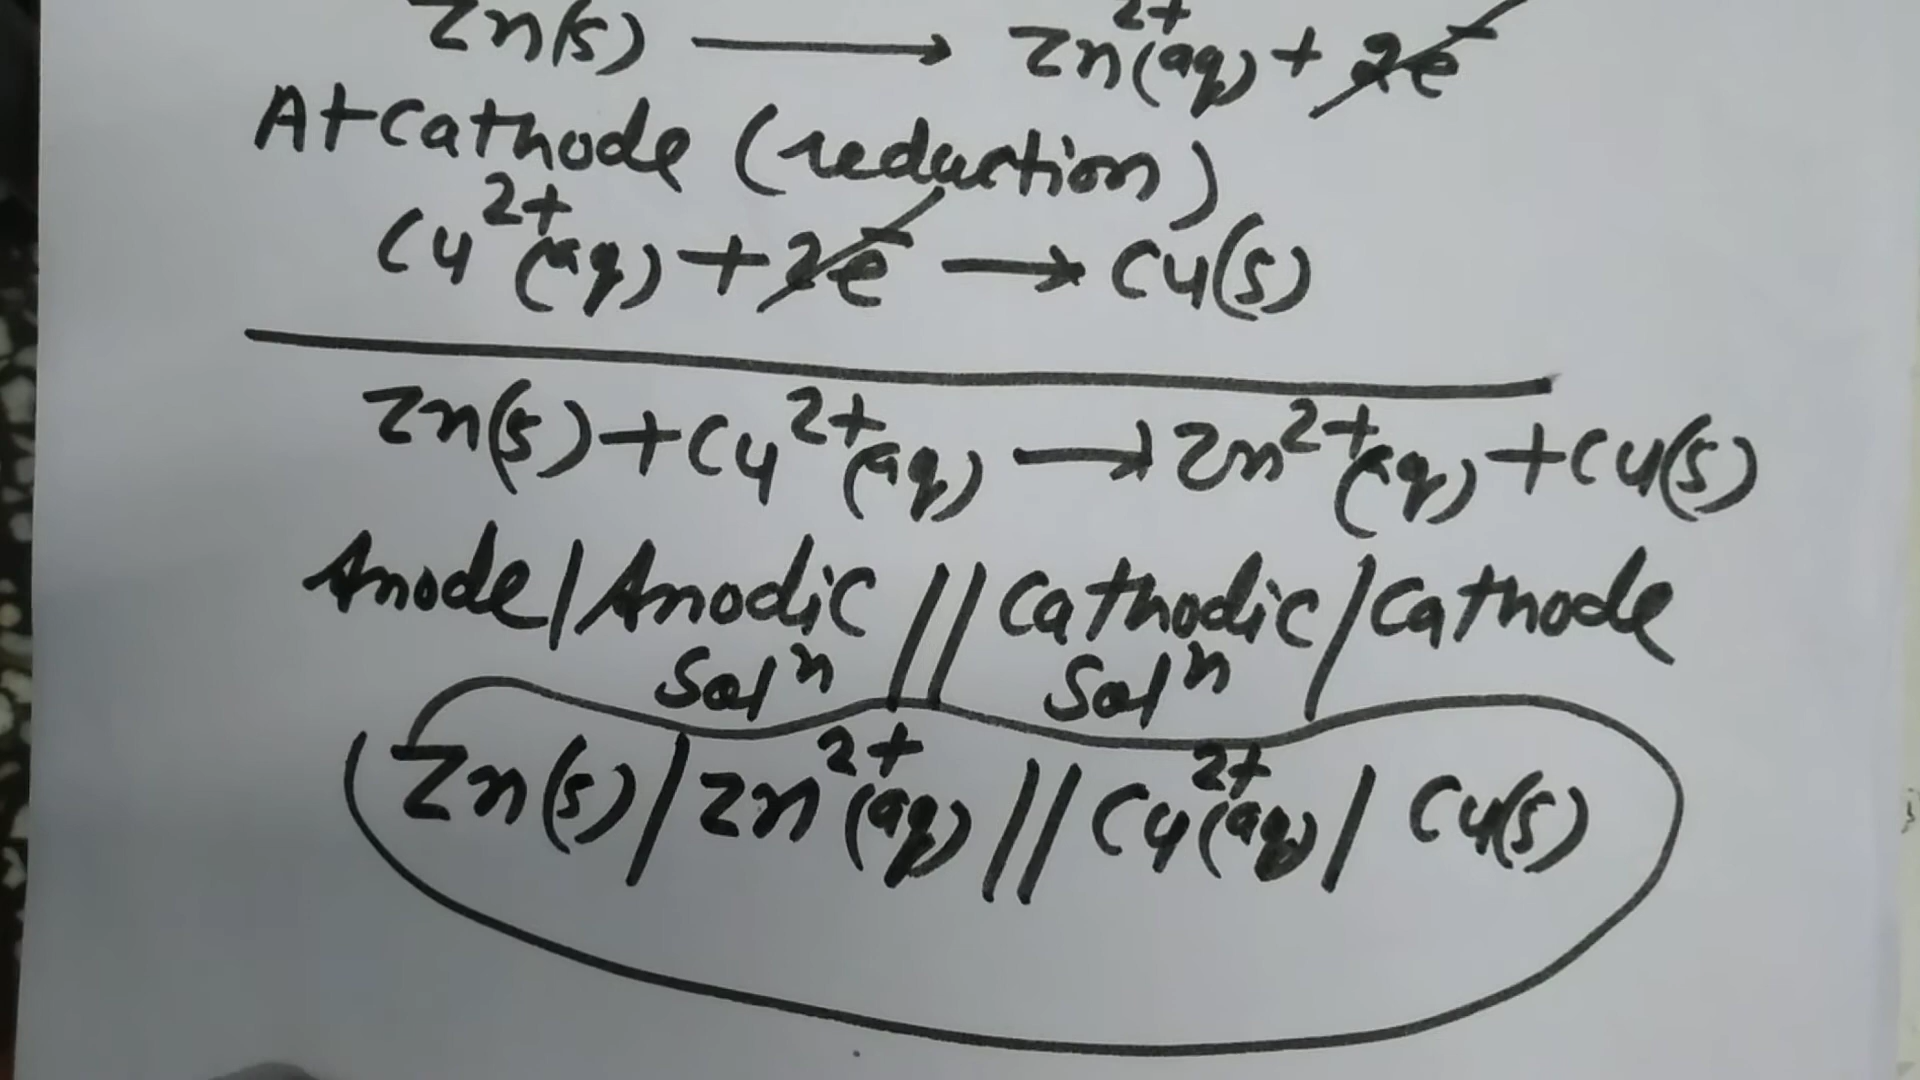 Zn(s) → Zn²⁺(aq) + 2e⁻
At cathode (reduction)
Cu²⁺(aq) + 2e⁻ → Cu(s)
Zn(s) + Cu²⁺(aq) → Zn²⁺(aq) + Cu(s)
Anode | Anodic Solⁿ || Cathodic Solⁿ | Cathode
Zn(s) | Zn²⁺(aq) || Cu²⁺(aq) | Cu(s)